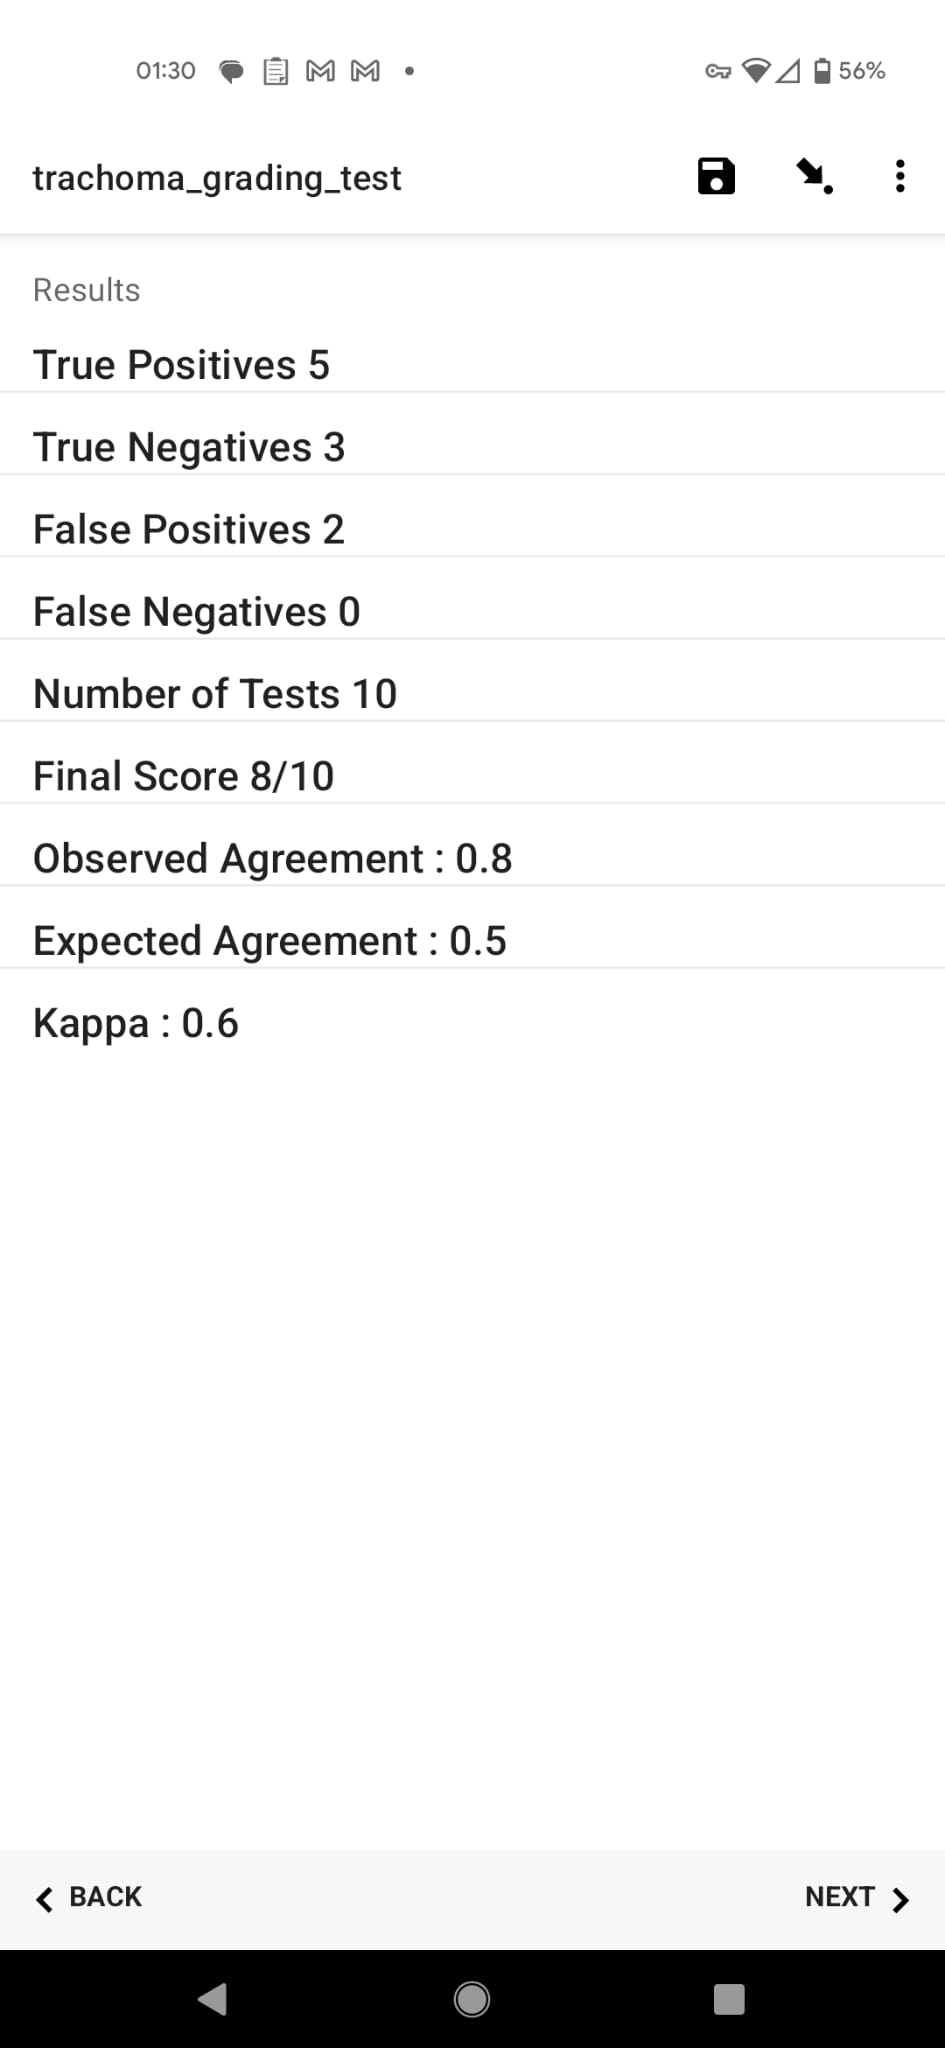 01:30 56%
trachoma_grading_test
Results
True Positives 5
True Negatives 3
False Positives 2
False Negatives 0
Number of Tests 10
Final Score 8/10
Observed Agreement : 0.8
Expected Agreement : 0.5
Kappa : 0.6
BACK NEXT